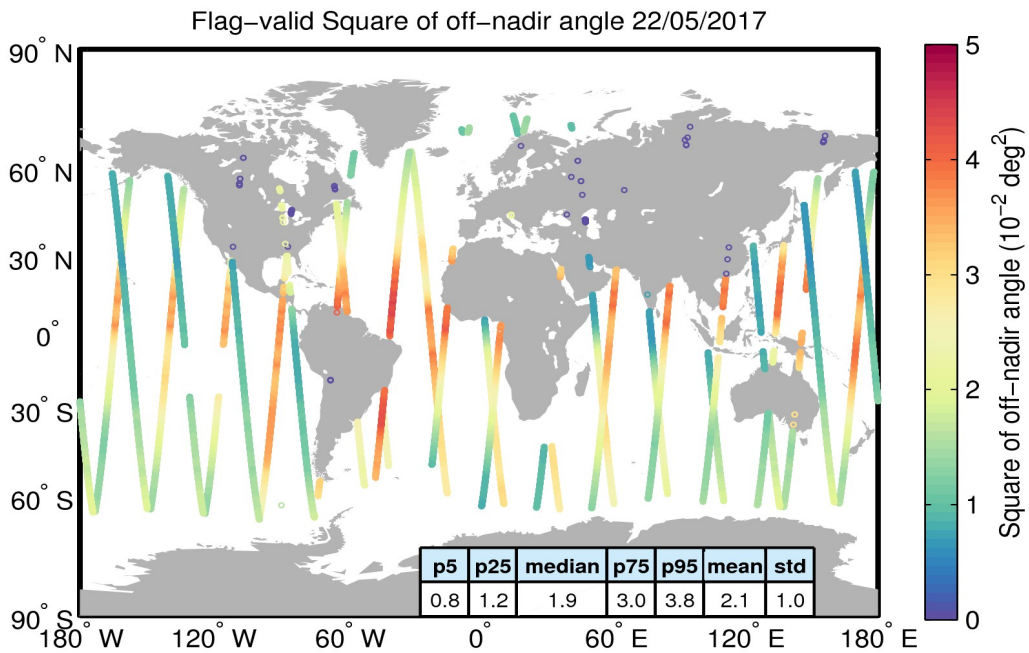 Flag−valid Square of off−nadir angle 22/05/2017
90° N
60° N
30° N
0°
30° S
60° S
90° S
180° W
120° W
60° W
0°
60° E
120° E
180° E
p5 p25 median p75 p95 mean std
0.8 1.2 1.9 3.0 3.8 2.1 1.0
5
4
3
2
1
0
Square of off−nadir angle (10⁻² deg²)